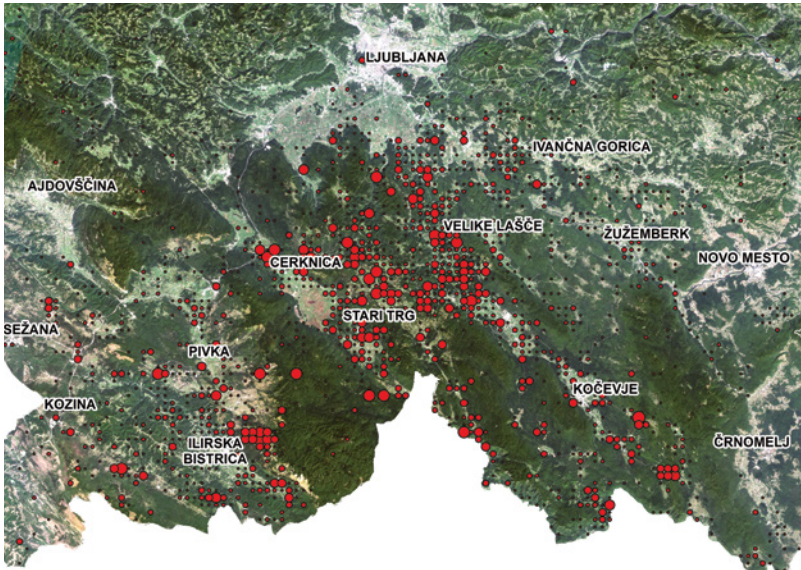 LJUBLJANA
IVANČNA GORICA
AJDOVŠČINA
VELIKE LAŠČE
ŽUŽEMBERK
CERKNICA
NOVO MESTO
STARI TRG
SEŽANA
PIVKA
KOČEVJE
KOZINA
ILIRSKA
BISTRICA
ČRNOMELJ